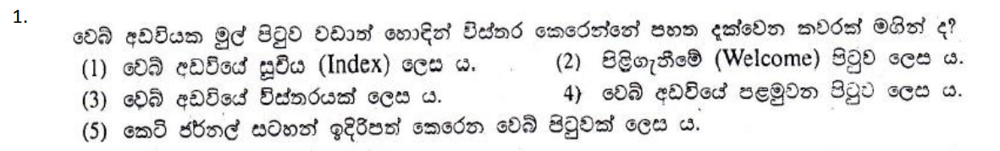 1.
වෙබ් අඩවියක මුල් පිටුව වඩාත් හොඳින් විස්තර කෙරෙන්නේ පහත දැක්වෙන කවරක් මගින් ද?
(1) වෙබ් අඩවියේ සූචිය (Index) ලෙස ය. (2) පිළිගැනීමේ (Welcome) පිටුව ලෙස ය.
(3) වෙබ් අඩවියේ විස්තරයක් ලෙස ය. 4) වෙබ් අඩවියේ පළමුවන පිටුව ලෙස ය.
(5) කෙටි ජර්නල් සටහන් ඉදිරිපත් කෙරෙන වෙබ් පිටුවක් ලෙස ය.